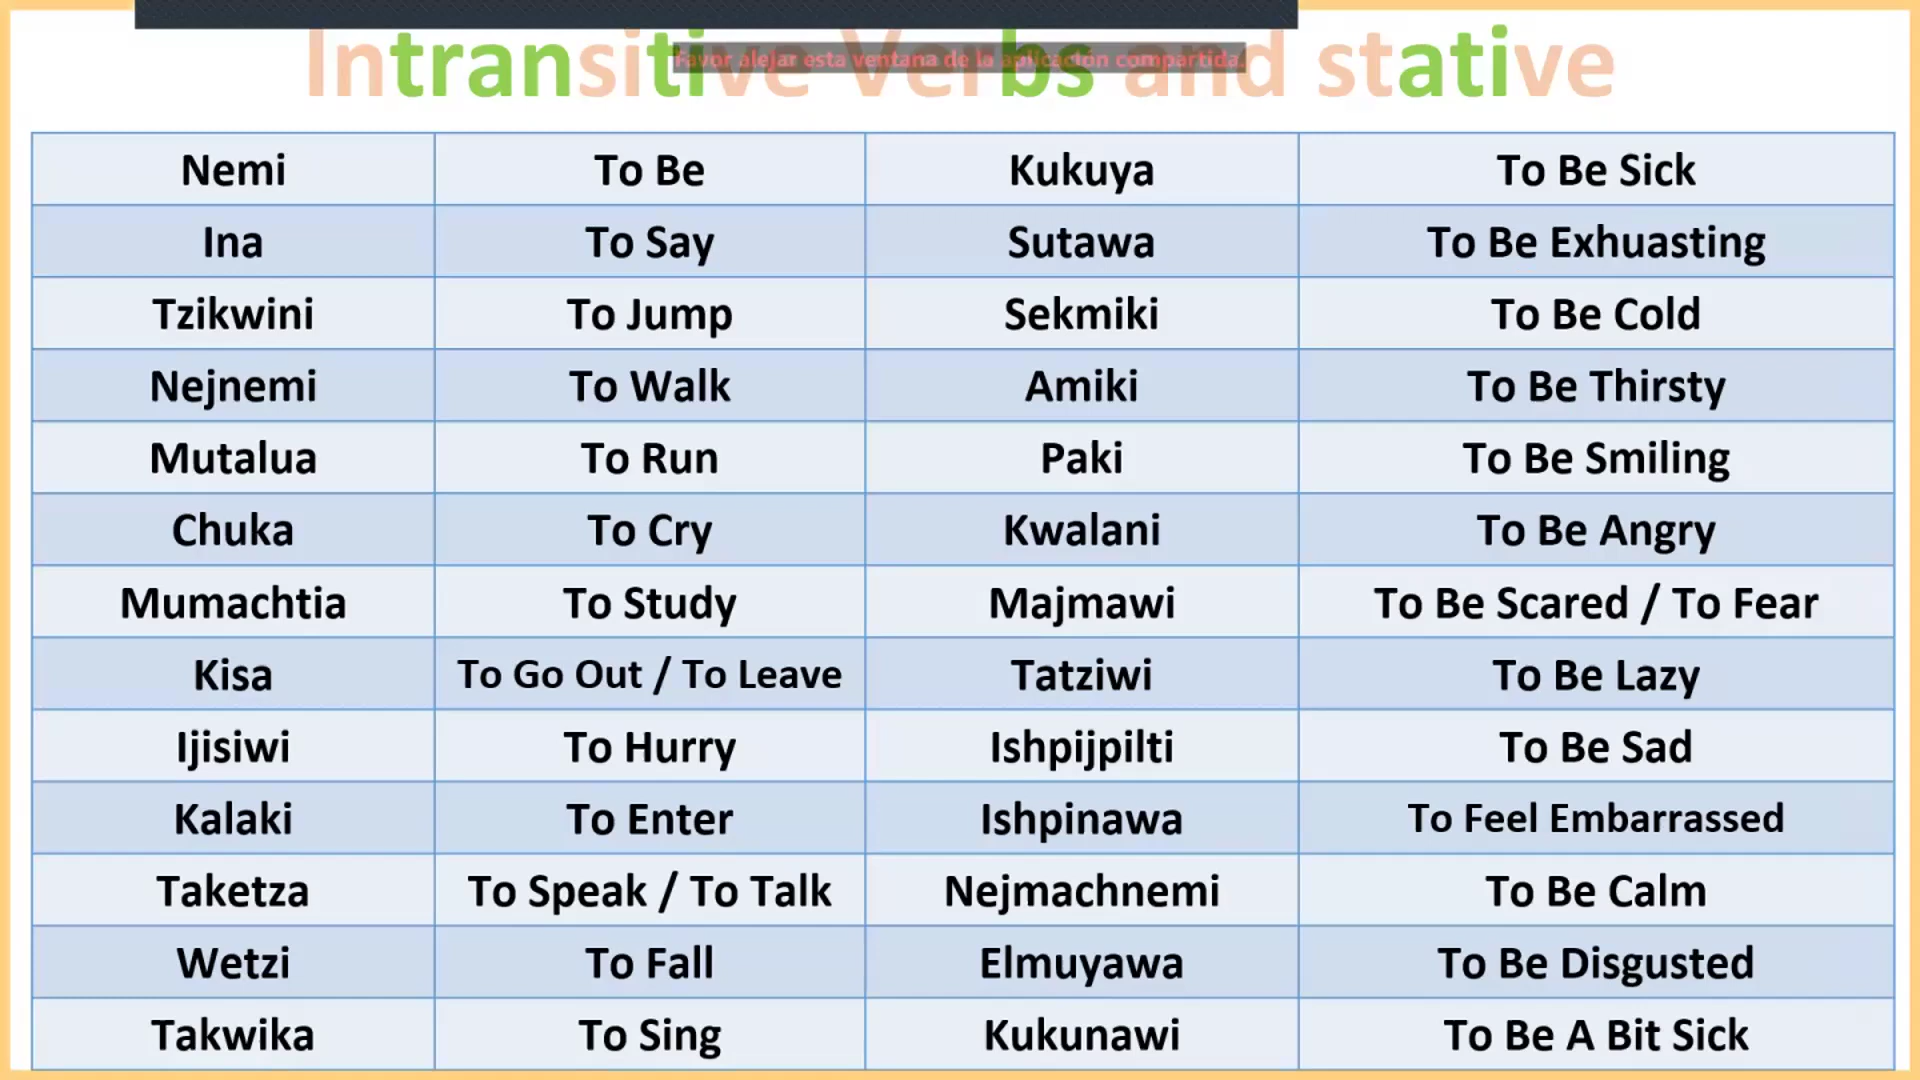 Intransitive Verbs and stative
Favor alejar esta ventana de la aplicación compartida.
Nemi To Be Kukuya To Be Sick
Ina To Say Sutawa To Be Exhuasting
Tzikwini To Jump Sekmiki To Be Cold
Nejnemi To Walk Amiki To Be Thirsty
Mutalua To Run Paki To Be Smiling
Chuka To Cry Kwalani To Be Angry
Mumachtia To Study Majmawi To Be Scared / To Fear
Kisa To Go Out / To Leave Tatziwi To Be Lazy
Ijisiwi To Hurry Ishpijpilti To Be Sad
Kalaki To Enter Ishpinawa To Feel Embarrassed
Taketza To Speak / To Talk Nejmachnemi To Be Calm
Wetzi To Fall Elmuyawa To Be Disgusted
Takwika To Sing Kukunawi To Be A Bit Sick